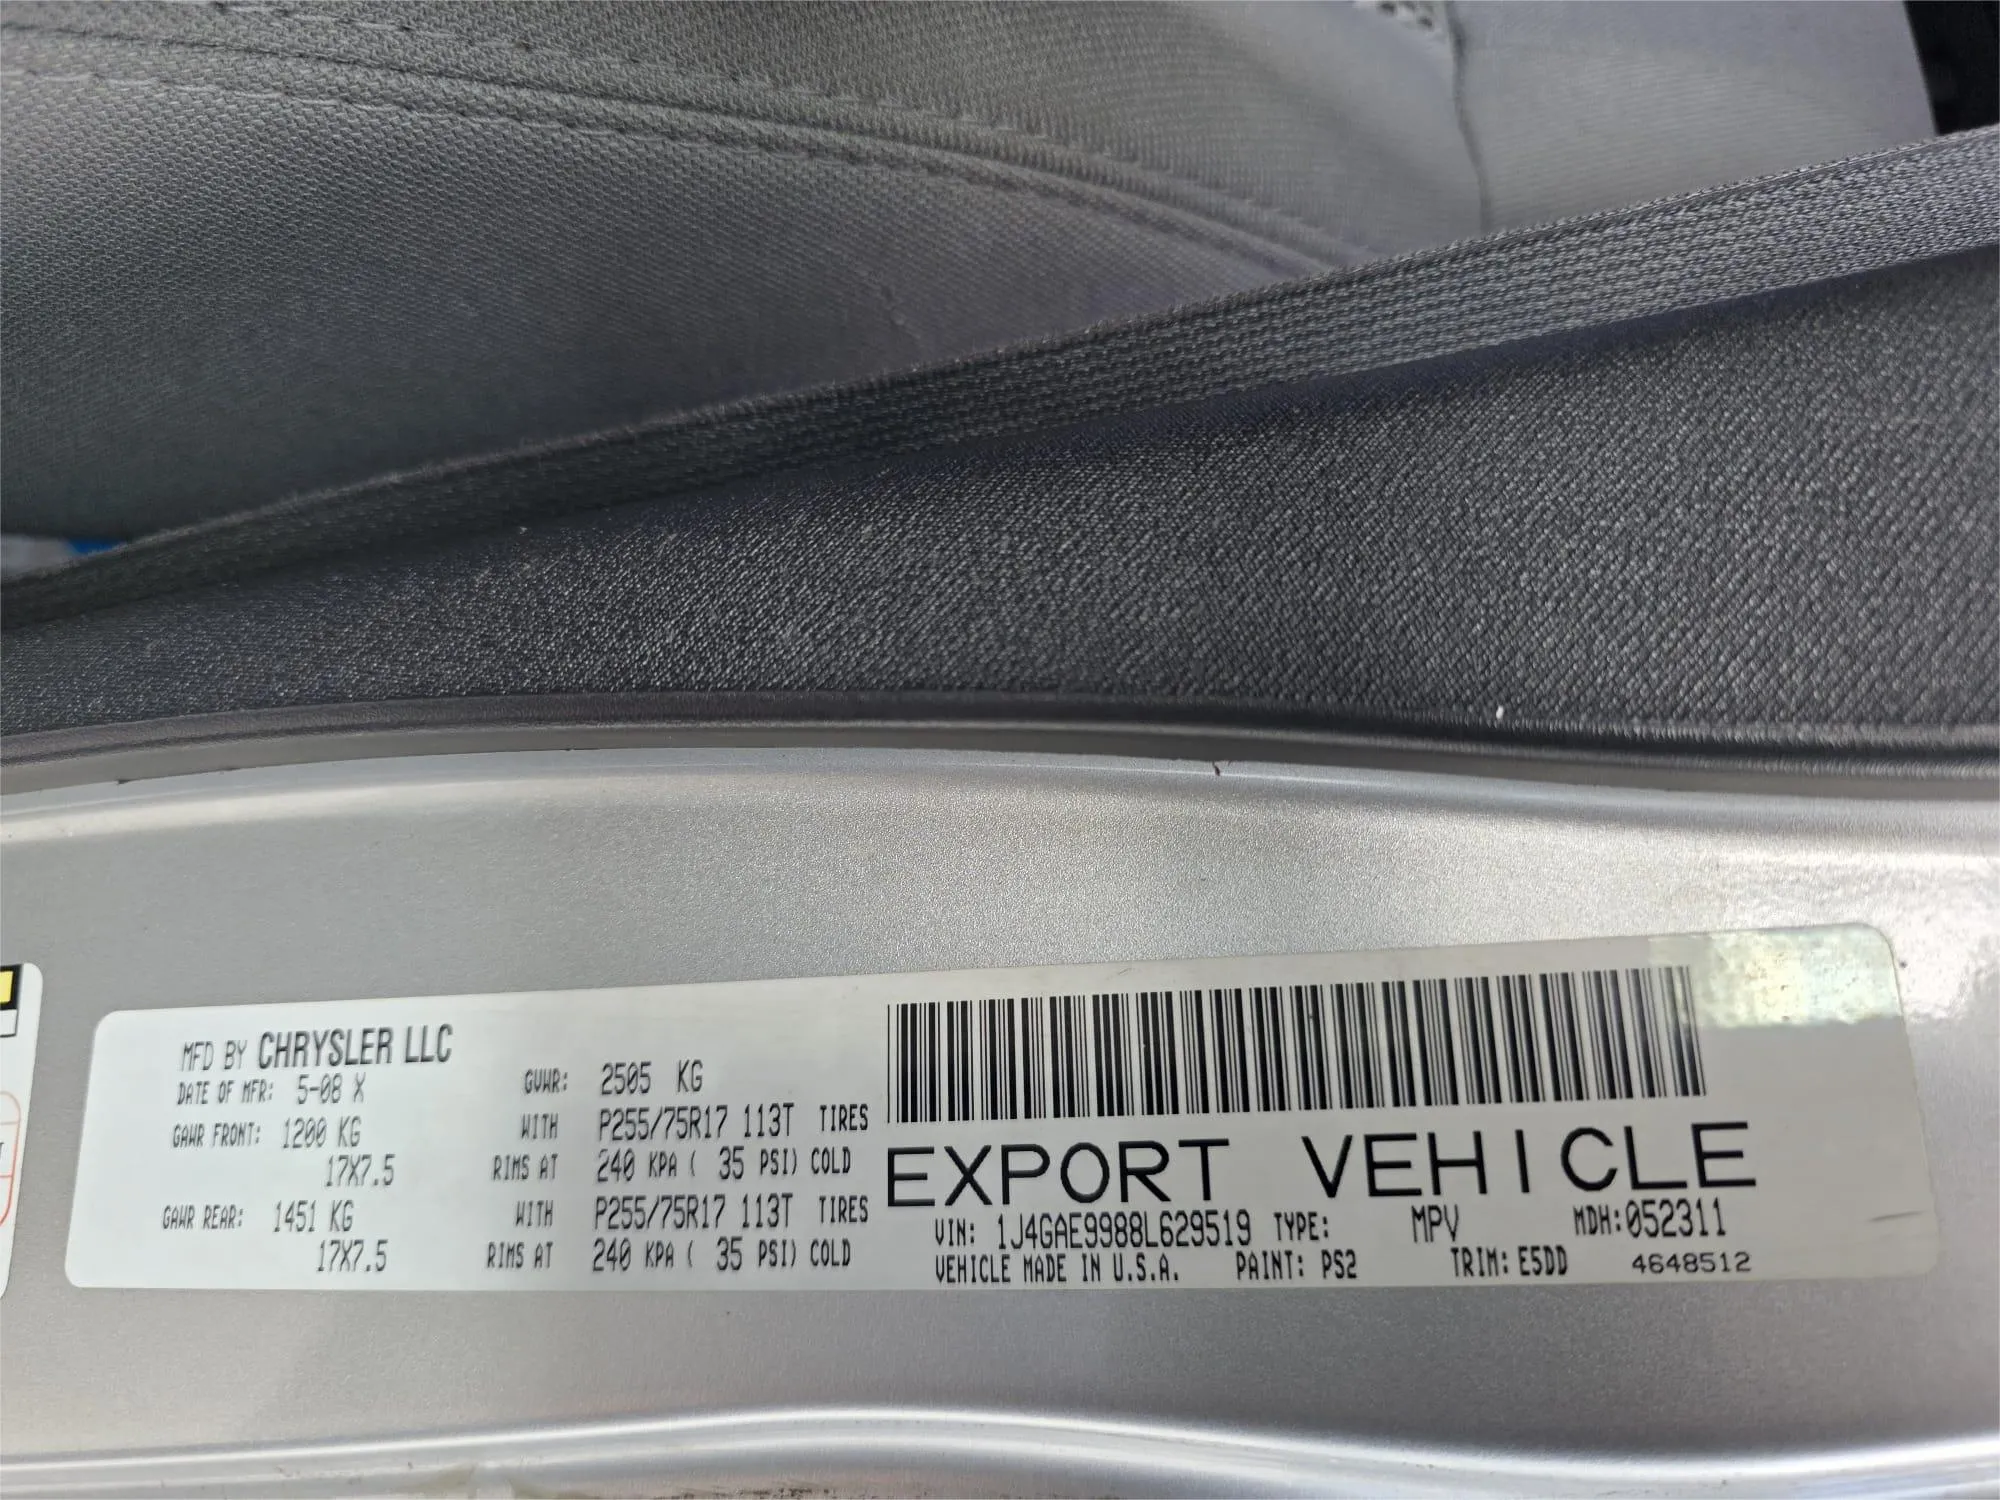 MFD BY CHRYSLER LLC
DATE OF MFR: 5-08 X GVWR: 2505 KG
GAWR FRONT: 1200 KG WITH P255/75R17 113T TIRES
17X7.5 RIMS AT 240 KPA ( 35 PSI) COLD
GAWR REAR: 1451 KG WITH P255/75R17 113T TIRES
17X7.5 RIMS AT 240 KPA ( 35 PSI) COLD
EXPORT VEHICLE
VIN: 1J4GAE9988L629519 TYPE: MPV MDH:052311
VEHICLE MADE IN U.S.A. PAINT: PS2 TRIM: E5DD 4648512